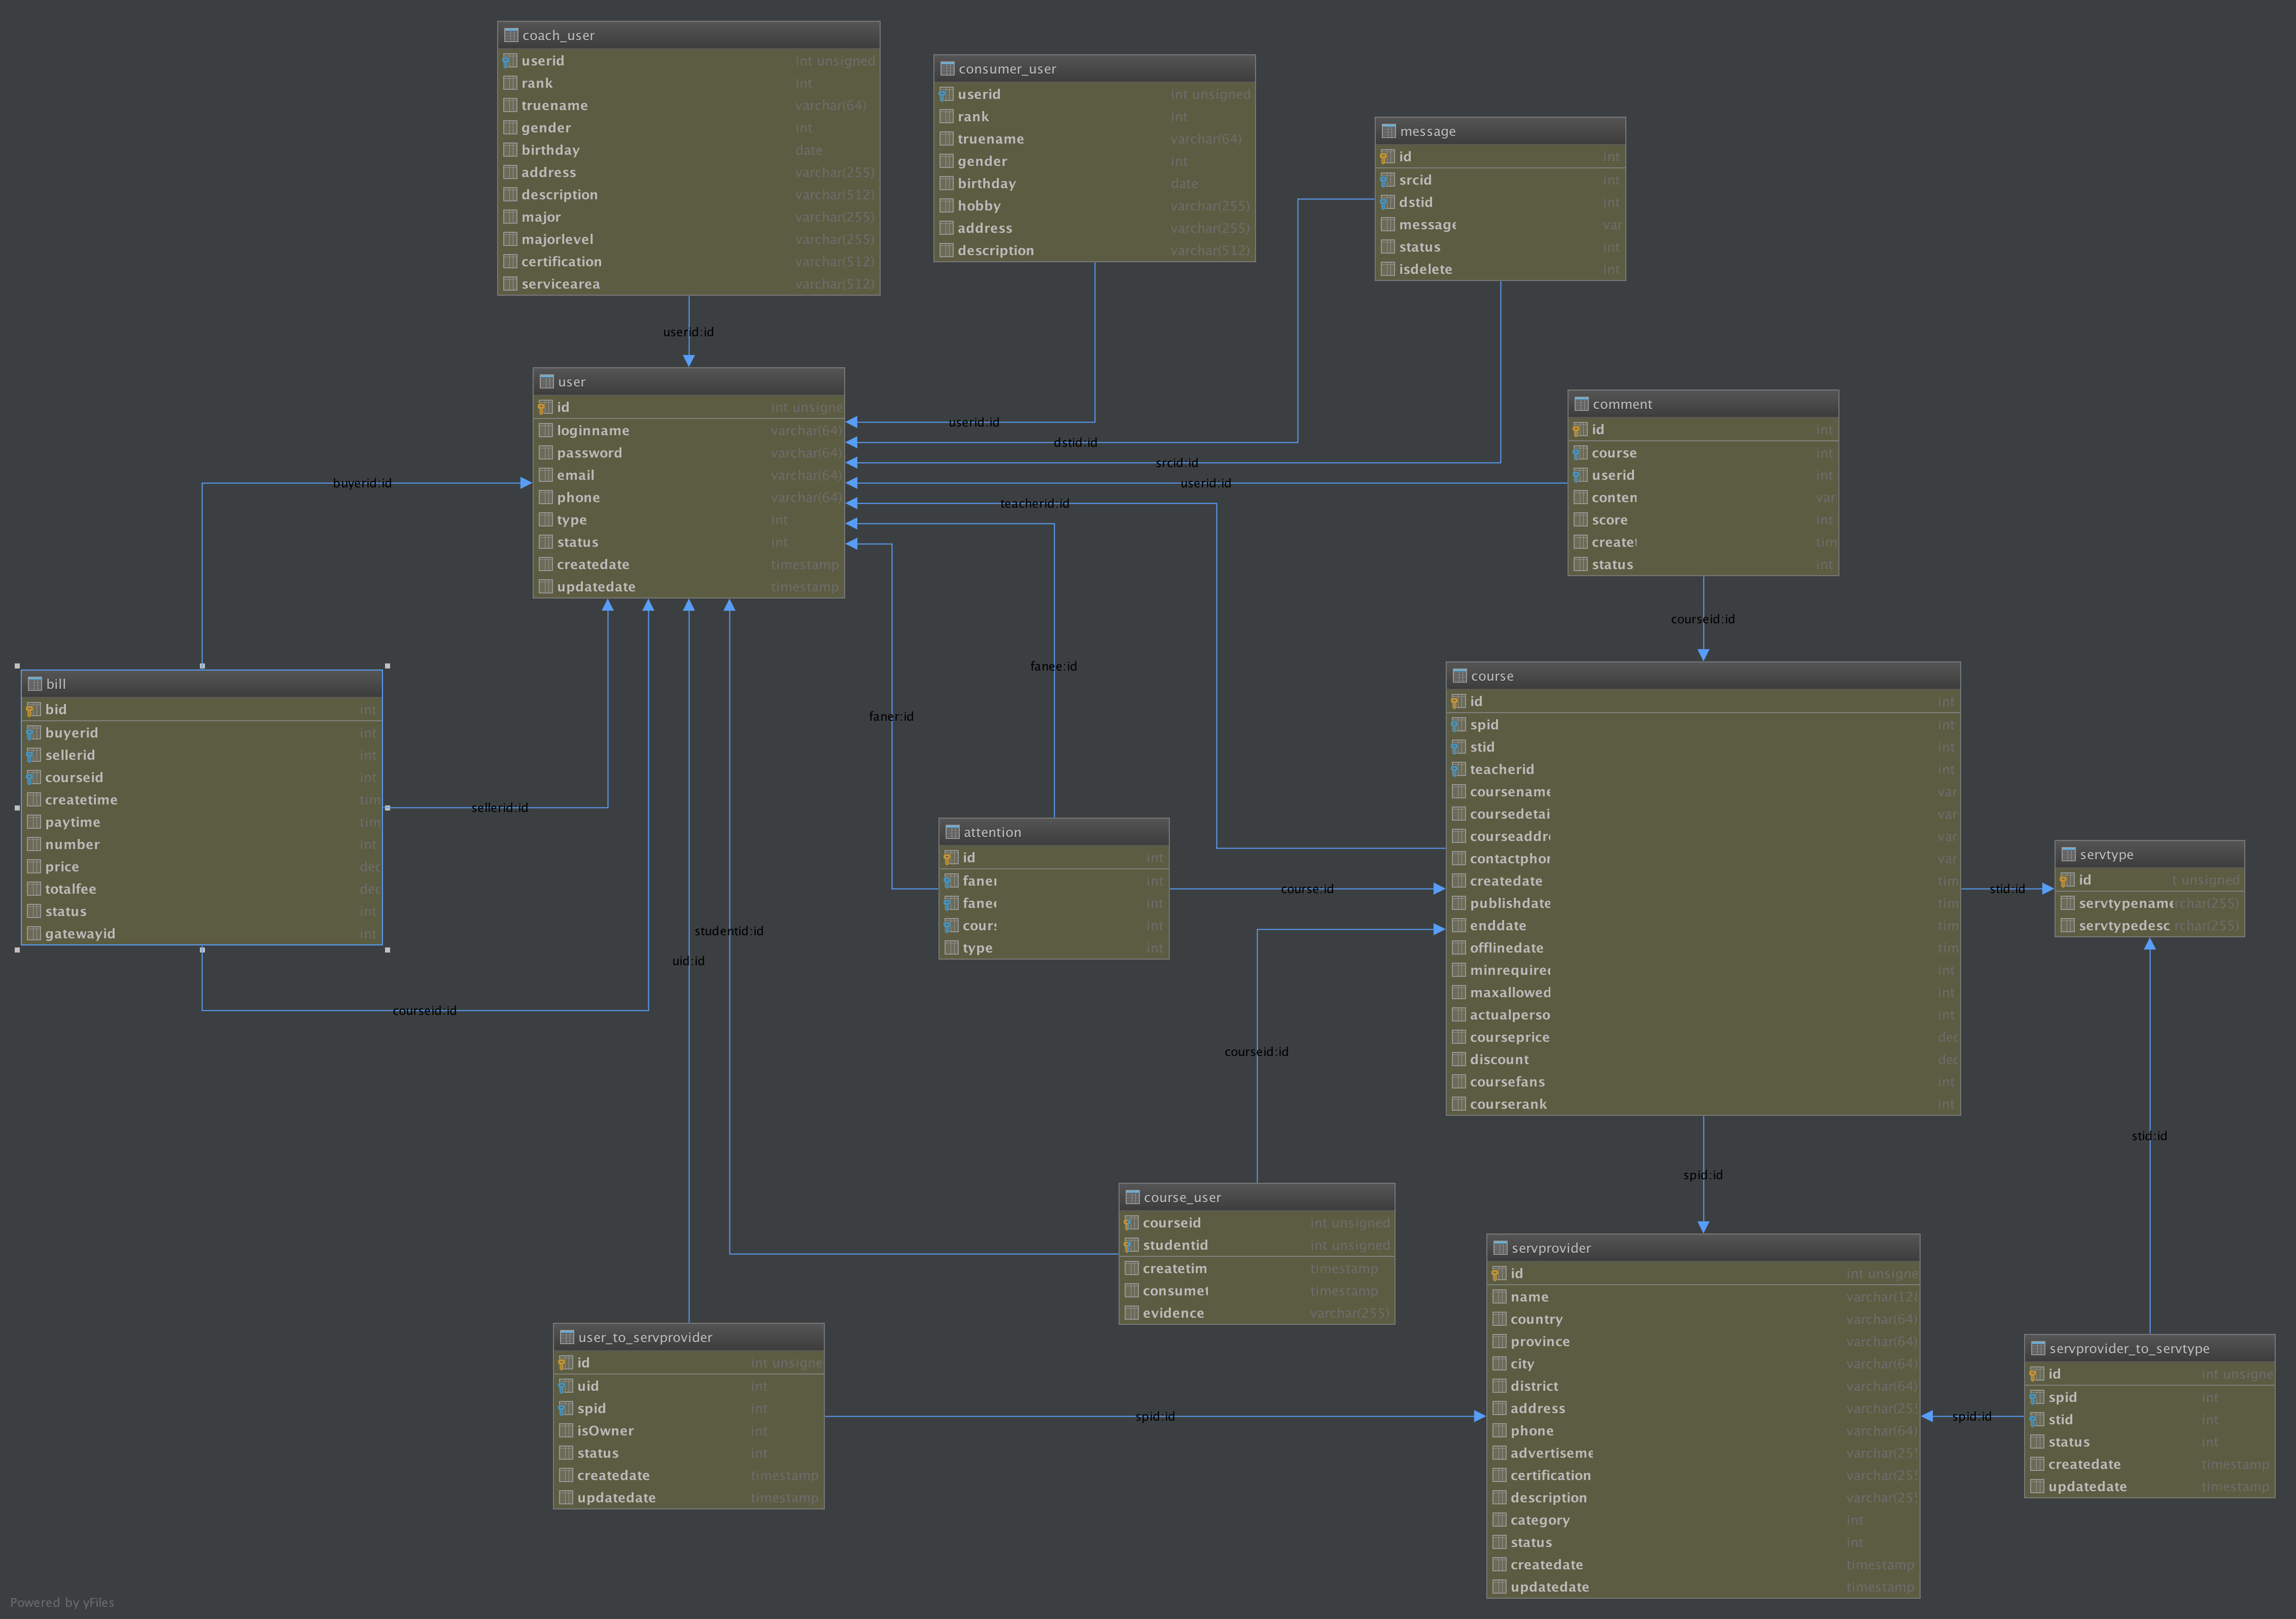 coach_user
userid int unsigned
rank int
truename varchar(64)
gender int
birthday date
address varchar(255)
description varchar(512)
major varchar(255)
majorlevel varchar(255)
certification varchar(512)
servicearea varchar(512)
consumer_user
userid int unsigned
rank int
truename varchar(64)
gender int
birthday date
hobby varchar(255)
address varchar(255)
description varchar(512)
message
id int
srcid int
dstid int
message var
status int
isdelete int
userid:id
user
id int unsigne
loginname varchar(64)
password varchar(64)
email varchar(64)
phone varchar(64)
type int
status int
createdate timestamp
updatedate timestamp
userid:id
dstid:id
srcid:id
userid:id
teacherid:id
buyerid:id
comment
id int
course int
userid int
conten var
score int
create tim
status int
courseid:id
fanee:id
faner:id
bill
bid int
buyerid int
sellerid int
courseid int
createtime tim
paytime tim
number int
price dec
totalfee dec
status int
gatewayid int
sellerid:id
courseid:id
studentid:id
uid:id
attention
id int
faner int
fanee int
cours int
type int
course:id
course
id int
spid int
stid int
teacherid int
coursename var
coursedetai var
courseaddr var
contactphor var
createdate tim
publishdate tim
enddate tim
offlinedate tim
minrequired int
maxallowed int
actualperso int
courseprice dec
discount dec
coursefans int
courserank int
stid:id
servtype
id t unsigned
servtypename rchar(255)
servtypedesc rchar(255)
courseid:id
stid:id
spid:id
course_user
courseid int unsigned
studentid int unsigned
createtim timestamp
consumet timestamp
evidence varchar(255)
user_to_servprovider
id int unsigne
uid int
spid int
isOwner int
status int
createdate timestamp
updatedate timestamp
spid:id
servprovider
id int unsigne
name varchar(128
country varchar(64)
province varchar(64)
city varchar(64)
district varchar(64)
address varchar(255
phone varchar(64)
advertiseme varchar(255
certification varchar(255
description varchar(255
category int
status int
createdate timestamp
updatedate timestamp
spid:id
servprovider_to_servtype
id int unsigne
spid int
stid int
status int
createdate timestamp
updatedate timestamp
Powered by yFiles